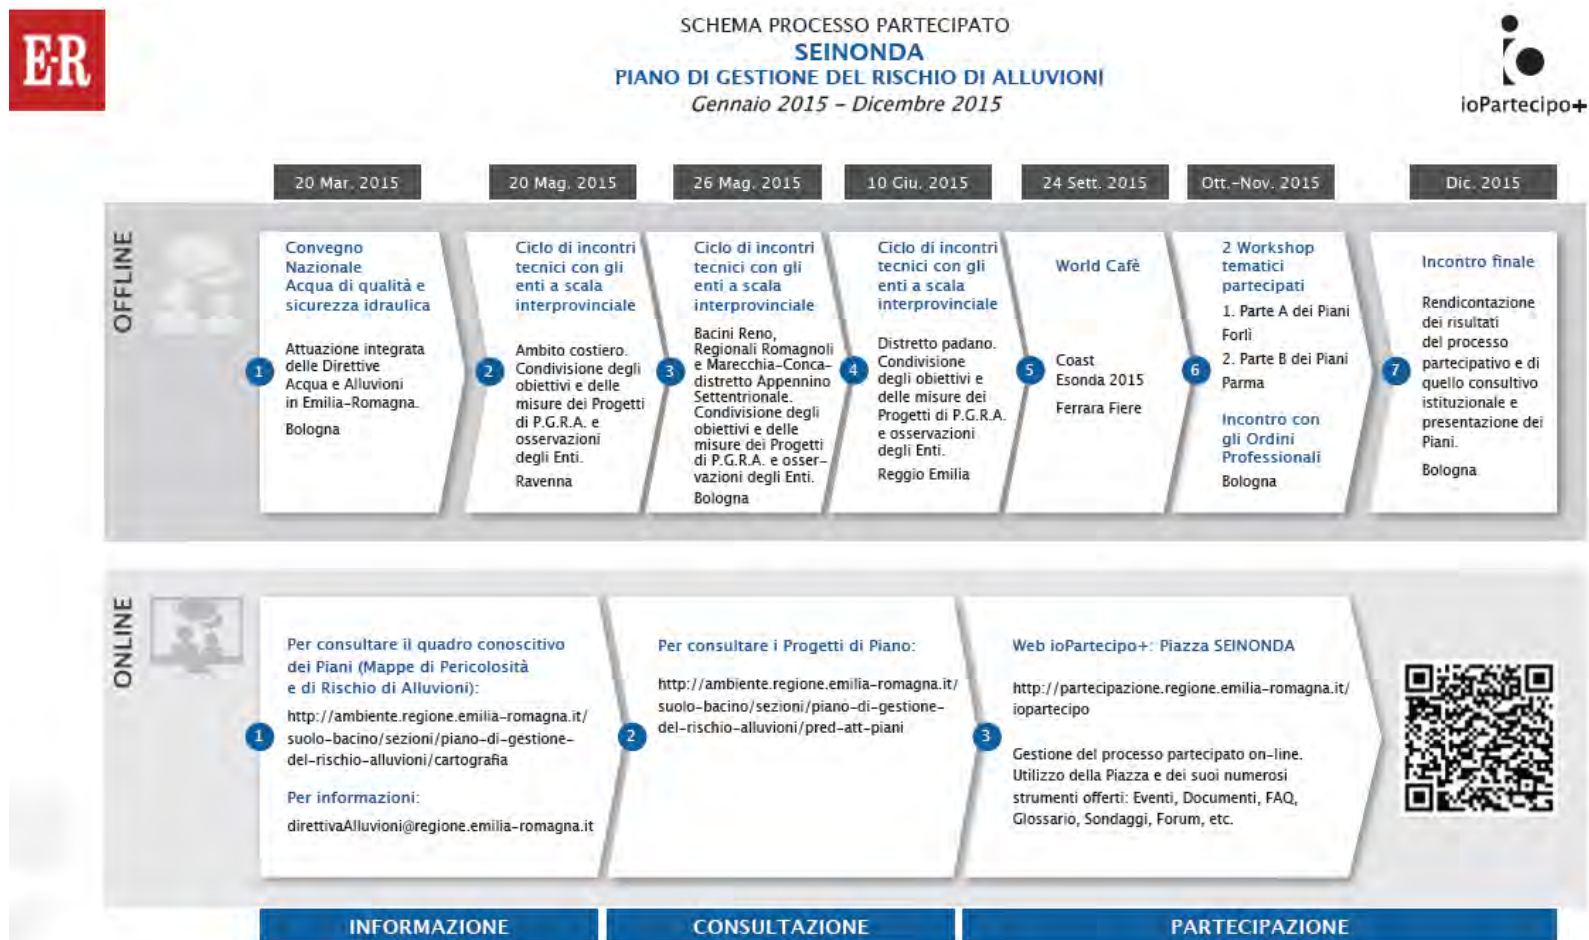 E-R
SCHEMA PROCESSO PARTECIPATO
SEINONDA
PIANO DI GESTIONE DEL RISCHIO DI ALLUVIONI
Gennaio 2015 – Dicembre 2015
io
ioPartecipo+
OFFLINE
20 Mar. 2015
Convegno
Nazionale
Acqua di qualità e
sicurezza idraulica
1
Attuazione integrata
delle Direttive
Acqua e Alluvioni
in Emilia-Romagna.
Bologna
20 Mag. 2015
Ciclo di incontri
tecnici con gli
enti a scala
interprovinciale
2
Ambito costiero.
Condivisione degli
obiettivi e delle
misure dei Progetti
di P.G.R.A. e
osservazioni
degli Enti.
Ravenna
26 Mag. 2015
Ciclo di incontri
tecnici con gli
enti a scala
interprovinciale
3
Bacini Reno,
Regionali Romagnoli
e Marecchia-Conca-
distretto Appennino
Settentrionale.
Condivisione degli
obiettivi e delle
misure dei Progetti
di P.G.R.A. e osser-
vazioni degli Enti.
Bologna
10 Giu. 2015
Ciclo di incontri
tecnici con gli
enti a scala
interprovinciale
4
Distretto padano.
Condivisione
degli obiettivi e
delle misure dei
Progetti di P.G.R.A.
e osservazioni
degli Enti.
Reggio Emilia
24 Sett. 2015
World Cafè
5
Coast
Esonda 2015
Ferrara Fiere
Ott.-Nov. 2015
2 Workshop
tematici
partecipati
6
1. Parte A dei Piani
Forlì
2. Parte B dei Piani
Parma
Incontro con
gli Ordini
Professionali
Bologna
Dic. 2015
Incontro finale
7
Rendicontazione
dei risultati
del processo
partecipativo e di
quello consultivo
istituzionale e
presentazione dei
Piani.
Bologna
ONLINE
1
Per consultare il quadro conoscitivo
dei Piani (Mappe di Pericolosità
e di Rischio di Alluvioni):
http://ambiente.regione.emilia-romagna.it/
suolo-bacino/sezioni/piano-di-gestione-
del-rischio-alluvioni/cartografia
Per informazioni:
direttivaAlluvioni@regione.emilia-romagna.it
2
Per consultare i Progetti di Piano:
http://ambiente.regione.emilia-romagna.it/
suolo-bacino/sezioni/piano-di-gestione-
del-rischio-alluvioni/pred-att-piani
3
Web ioPartecipo+: Piazza SEINONDA
http://partecipazione.regione.emilia-romagna.it/
iopartecipo
Gestione del processo partecipato on-line.
Utilizzo della Piazza e dei suoi numerosi
strumenti offerti: Eventi, Documenti, FAQ,
Glossario, Sondaggi, Forum, etc.
INFORMAZIONE
CONSULTAZIONE
PARTECIPAZIONE